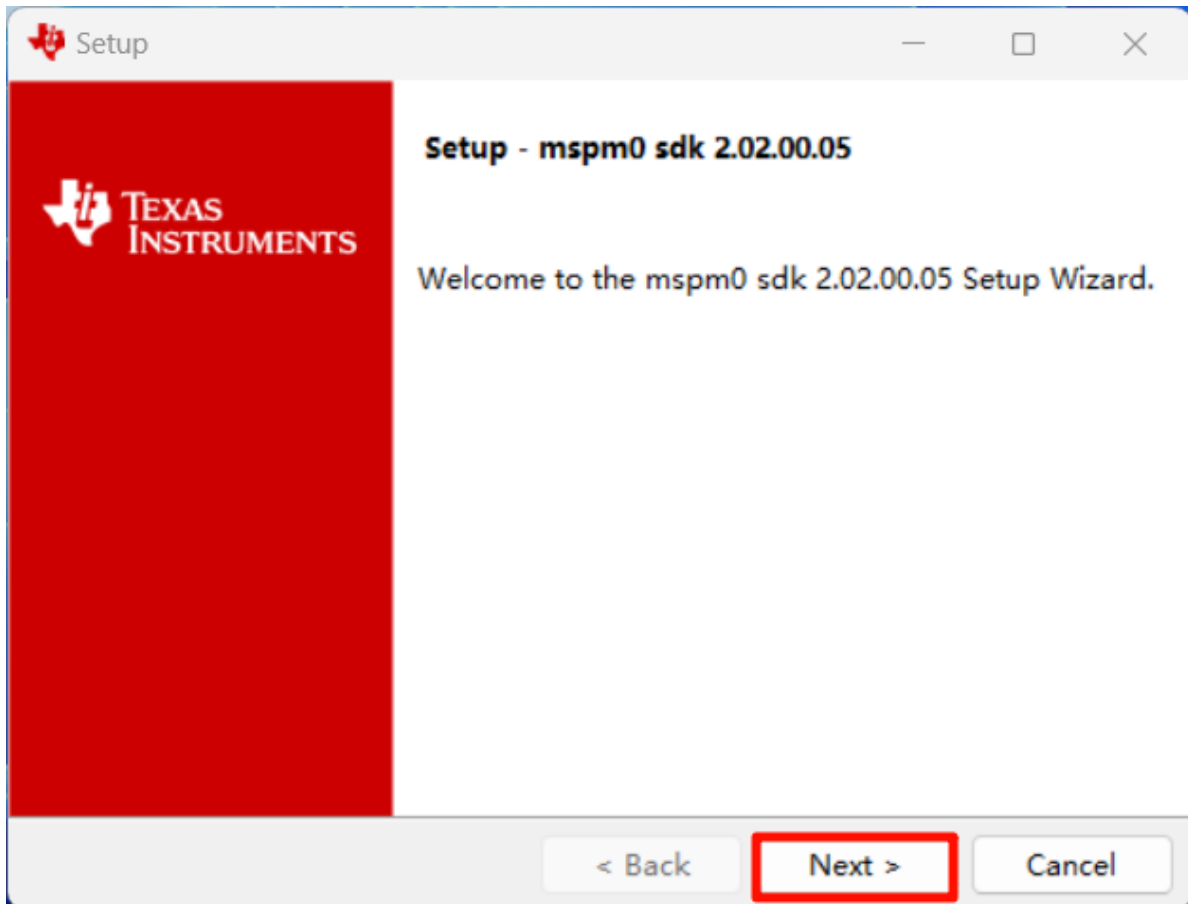 Setup
Setup - mspm0 sdk 2.02.00.05
TEXAS
INSTRUMENTS
Welcome to the mspm0 sdk 2.02.00.05 Setup Wizard.
< Back
Next >
Cancel